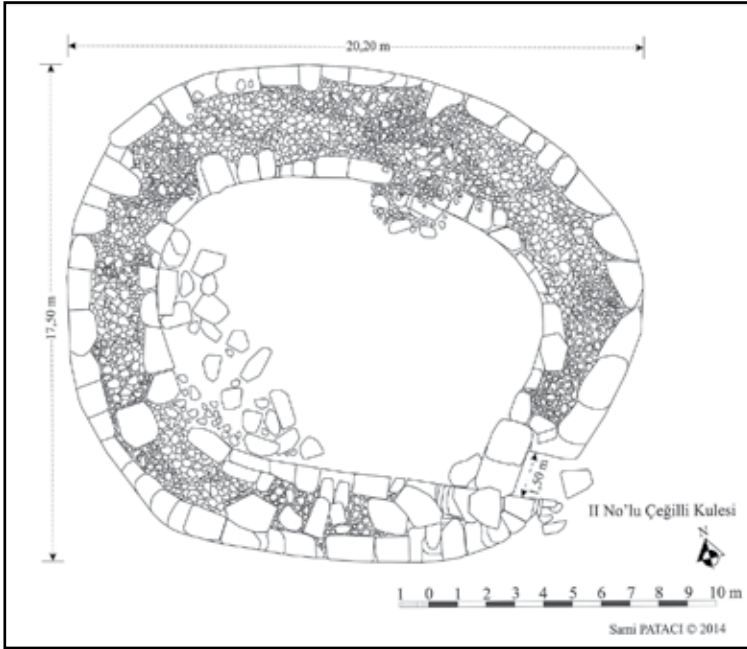 20,20 m
17,50 m
1,50 m
II No'lu Çeğilli Kulesi
N
1 0 1 2 3 4 5 6 7 8 9 10 m
Sami PATACI © 2014